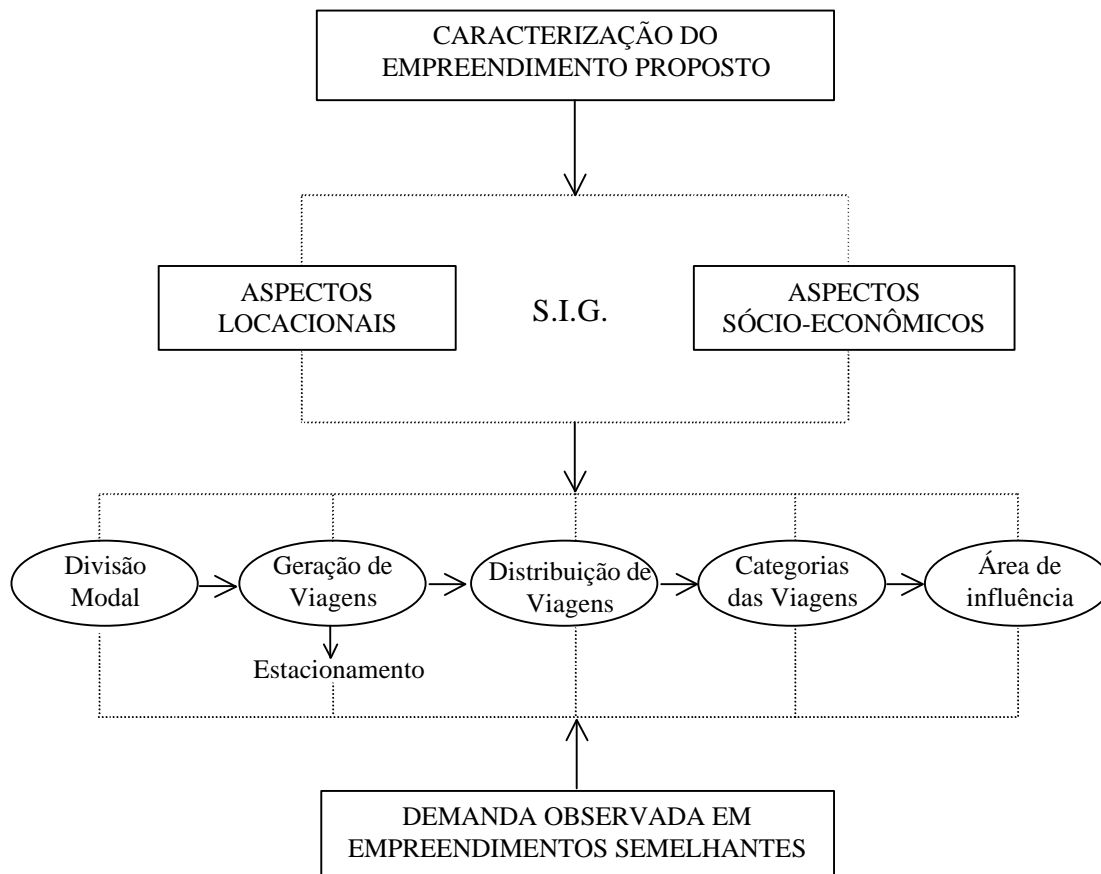 CARACTERIZAÇÃO DO
EMPREENDIMENTO PROPOSTO
ASPECTOS
LOCACIONAIS
S.I.G.
ASPECTOS
SÓCIO-ECONÔMICOS
Divisão
Modal
Geração de
Viagens
Distribuição de
Viagens
Categorias
das Viagens
Área de
influência
Estacionamento
DEMANDA OBSERVADA EM
EMPREENDIMENTOS SEMELHANTES